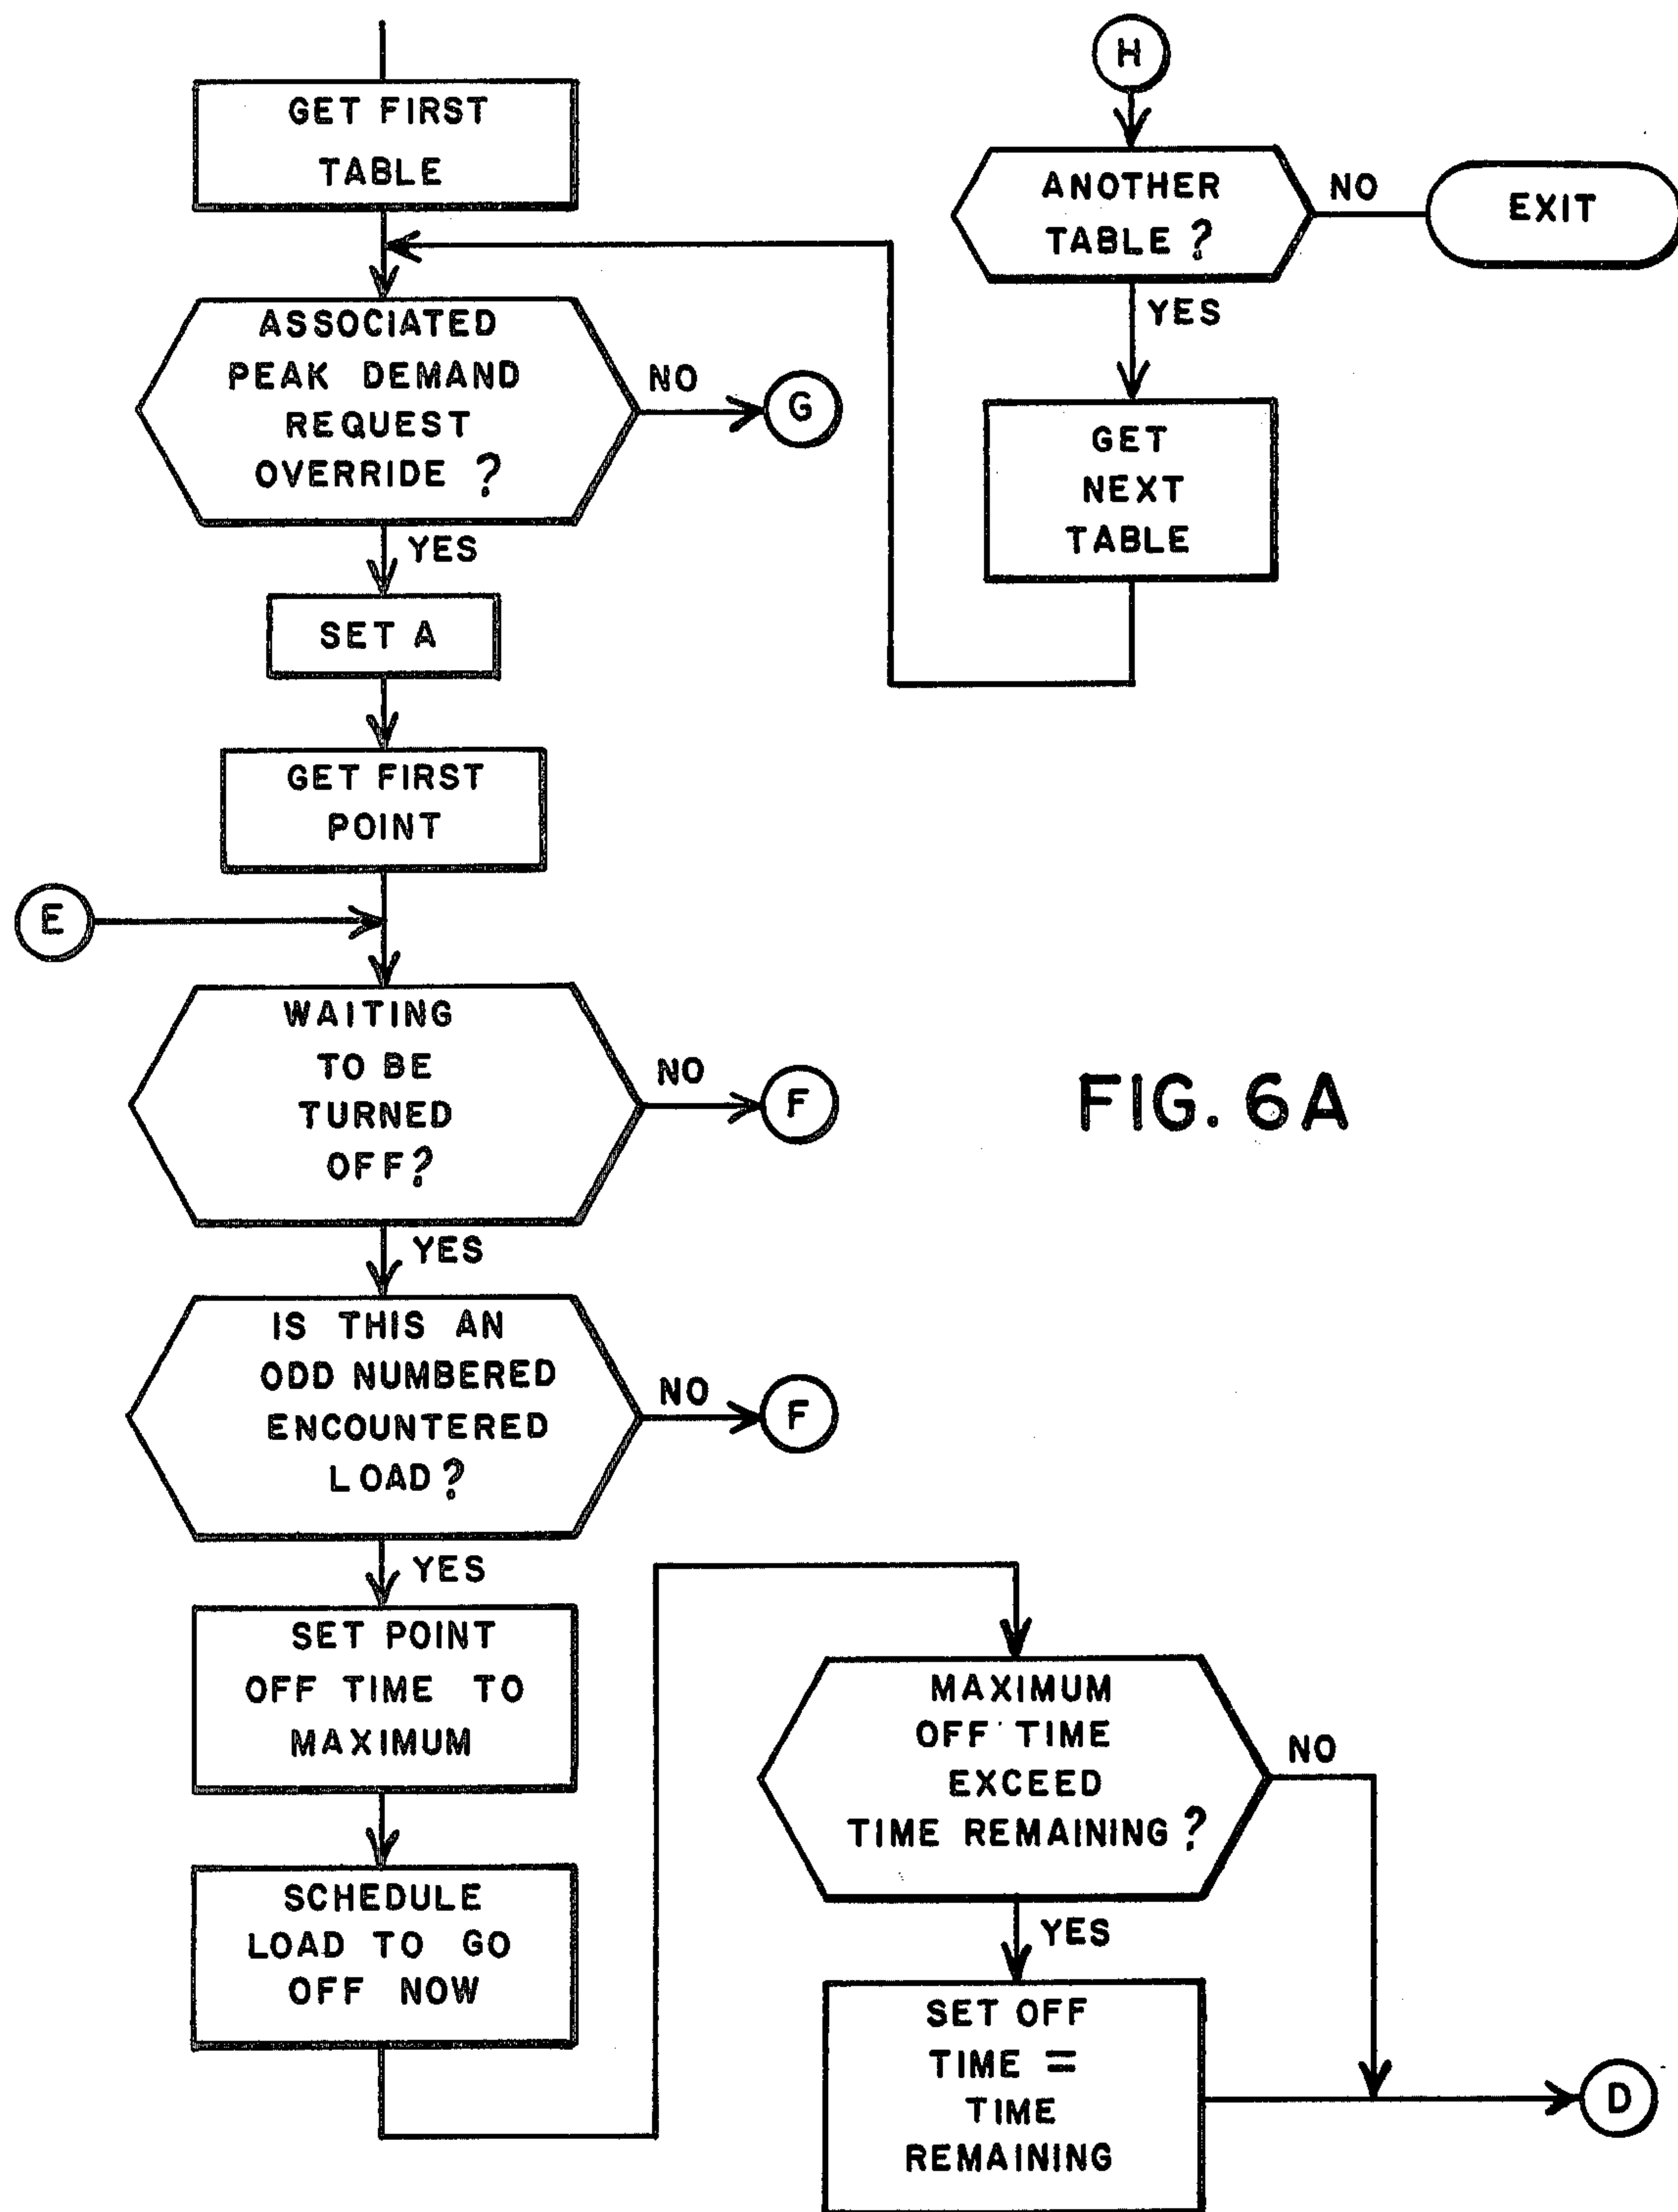 GET FIRST
TABLE
ASSOCIATED
PEAK DEMAND
REQUEST
OVERRIDE ?
NO
G
YES
SET A
GET FIRST
POINT
E
WAITING
TO BE
TURNED
OFF?
NO
F
YES
IS THIS AN
ODD NUMBERED
ENCOUNTERED
LOAD?
NO
F
YES
SET POINT
OFF TIME TO
MAXIMUM
SCHEDULE
LOAD TO GO
OFF NOW
H
ANOTHER
TABLE ?
NO
EXIT
YES
GET
NEXT
TABLE
FIG. 6A
MAXIMUM
OFF TIME
EXCEED
TIME REMAINING ?
NO
YES
SET OFF
TIME =
TIME
REMAINING
D